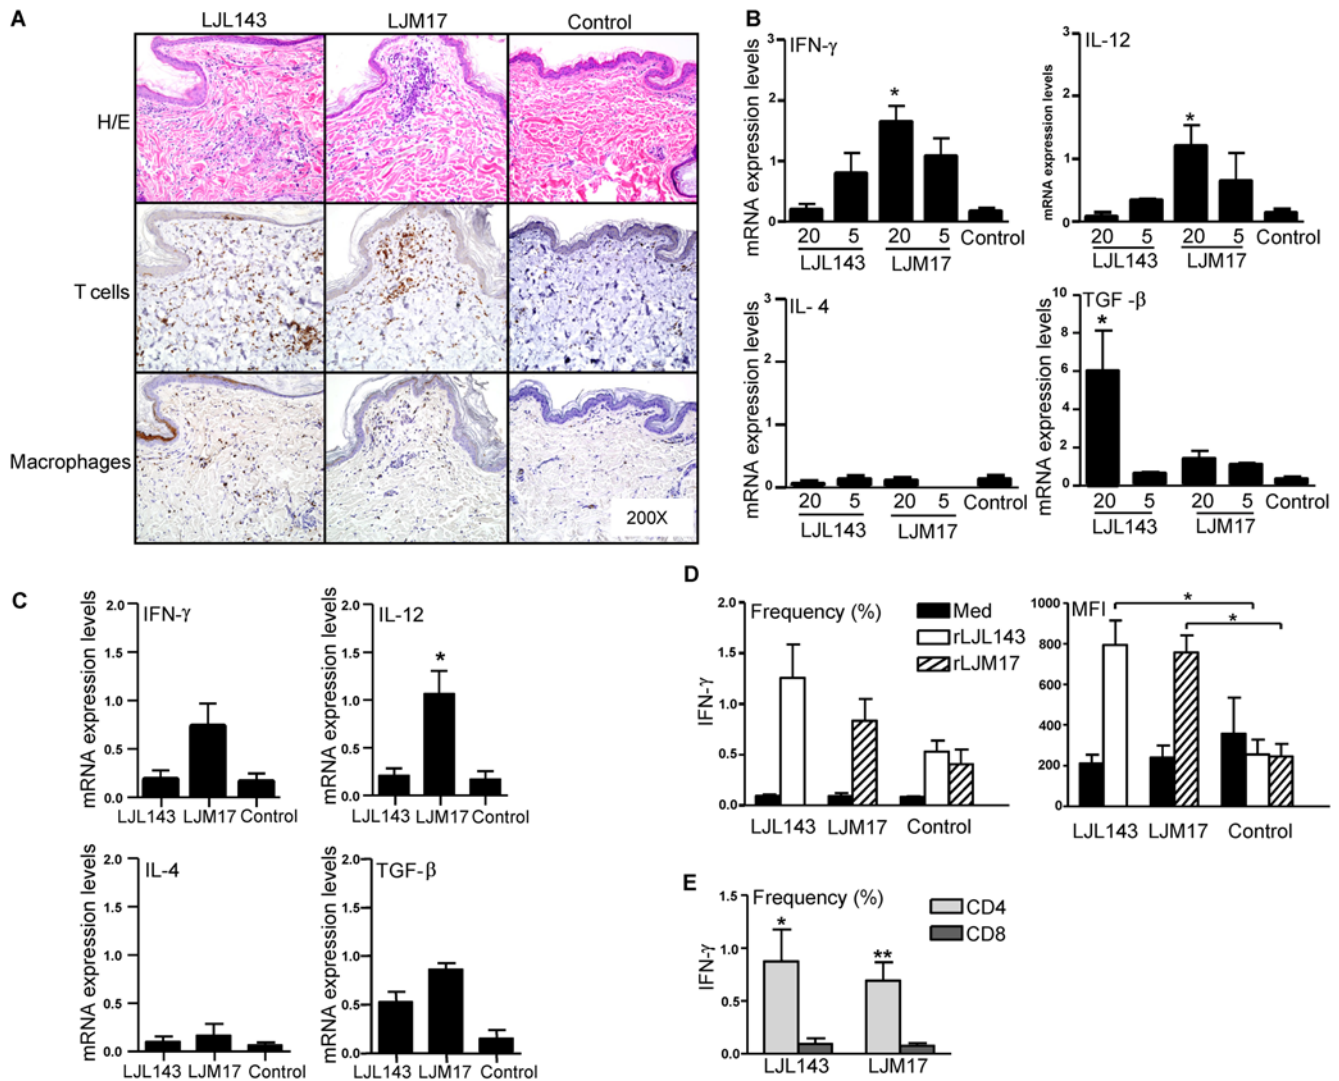 A
LJL143 LJM17 Control
H/E
T cells
Macrophages
200X
B
IFN-γ
mRNA expression levels
3
2
1
0
20 5 20 5 Control
LJL143 LJM17
IL-12
mRNA expression levels
3
2
*
1
0
20 5 20 5 Control
LJL143 LJM17
*
IL- 4
mRNA expression levels
3
2
1
0
20 5 20 5 Control
LJL143 LJM17
TGF -β
mRNA expression levels
10
*
8
6
4
2
0
20 5 20 5 Control
LJL143 LJM17
C
IFN-γ
mRNA expression levels
2.0
1.5
1.0
0.5
0.0
LJL143 LJM17 Control
IL-12
mRNA expression levels
2.0
1.5
*
1.0
0.5
0.0
LJL143 LJM17 Control
IL-4
mRNA expression levels
2.0
1.5
1.0
0.5
0.0
LJL143 LJM17 Control
TGF-β
mRNA expression levels
2.0
1.5
1.0
0.5
0.0
LJL143 LJM17 Control
D
Frequency (%)
Med
rLJL143
rLJM17
IFN-γ
2.0
1.5
1.0
0.5
0.0
LJL143 LJM17 Control
MFI
*
*
1000
800
600
400
200
0
LJL143 LJM17 Control
E
Frequency (%)
CD4
CD8
IFN-γ
1.5
*
**
1.0
0.5
0.0
LJL143 LJM17